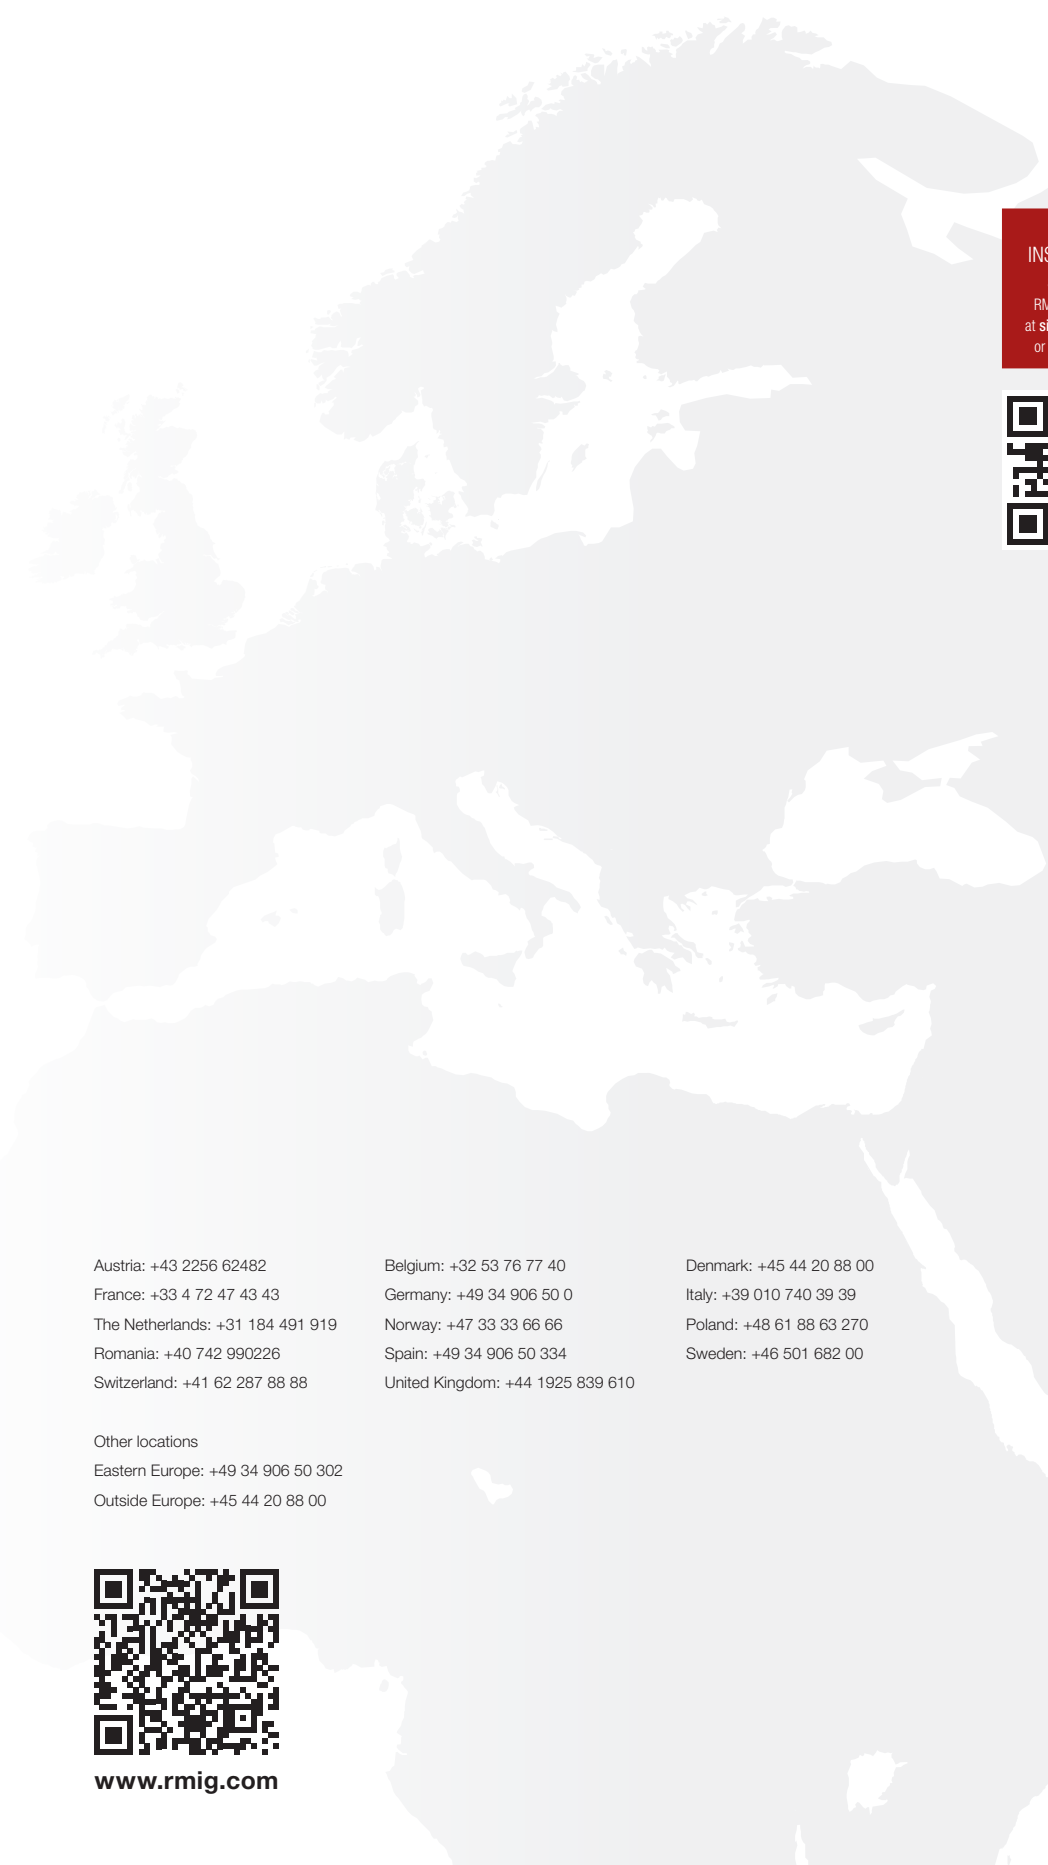 INS
RM
at si
or
Austria: +43 2256 62482
France: +33 4 72 47 43 43
The Netherlands: +31 184 491 919
Romania: +40 742 990226
Switzerland: +41 62 287 88 88
Belgium: +32 53 76 77 40
Germany: +49 34 906 50 0
Norway: +47 33 33 66 66
Spain: +49 34 906 50 334
United Kingdom: +44 1925 839 610
Denmark: +45 44 20 88 00
Italy: +39 010 740 39 39
Poland: +48 61 88 63 270
Sweden: +46 501 682 00
Other locations
Eastern Europe: +49 34 906 50 302
Outside Europe: +45 44 20 88 00
www.rmig.com